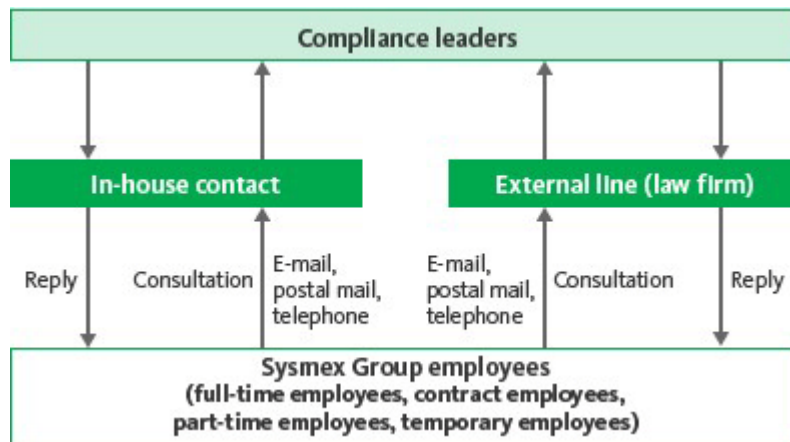 Compliance leaders
In-house contact
External line (law firm)
Reply
Consultation
E-mail,
postal mail,
telephone
E-mail,
postal mail,
telephone
Consultation
Reply
Sysmex Group employees
(full-time employees, contract employees,
part-time employees, temporary employees)